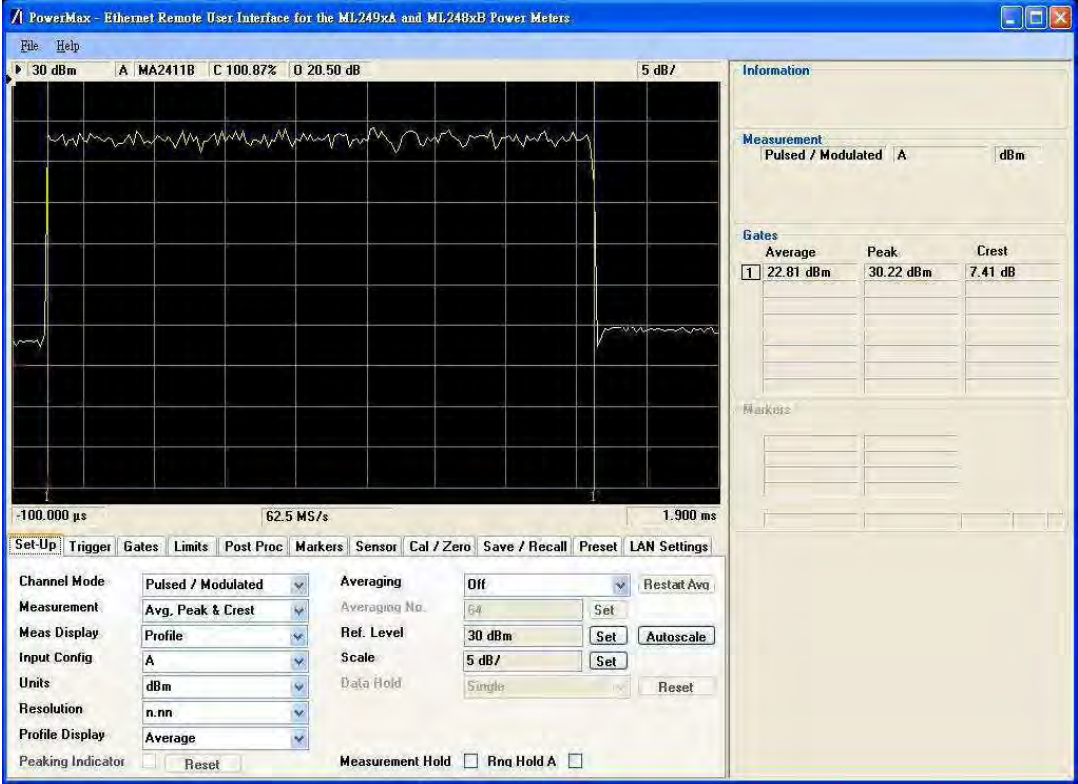 PowerMax - Ethernet Remote User Interface for the ML249xA and ML248xB Power Meters
File Help
30 dBm A MA2411B C 100.87% O 20.50 dB 5 dB/
1 1'
-100.000 µs 62.5 MS/s 1.900 ms
Information
Measurement
Pulsed / Modulated A dBm
Gates
Average Peak Crest
1 22.81 dBm 30.22 dBm 7.41 dB
Markers
Set-Up Trigger Gates Limits Post Proc Markers Sensor Cal / Zero Save / Recall Preset LAN Settings
Channel Mode Pulsed / Modulated Averaging Off Restart Avg
Measurement Avg, Peak & Crest Averaging No. 64 Set
Meas Display Profile Ref. Level 30 dBm Set Autoscale
Input Config A Scale 5 dB/ Set
Units dBm Data Hold Single Reset
Resolution n.nn
Profile Display Average
Peaking Indicator Reset Measurement Hold Rng Hold A